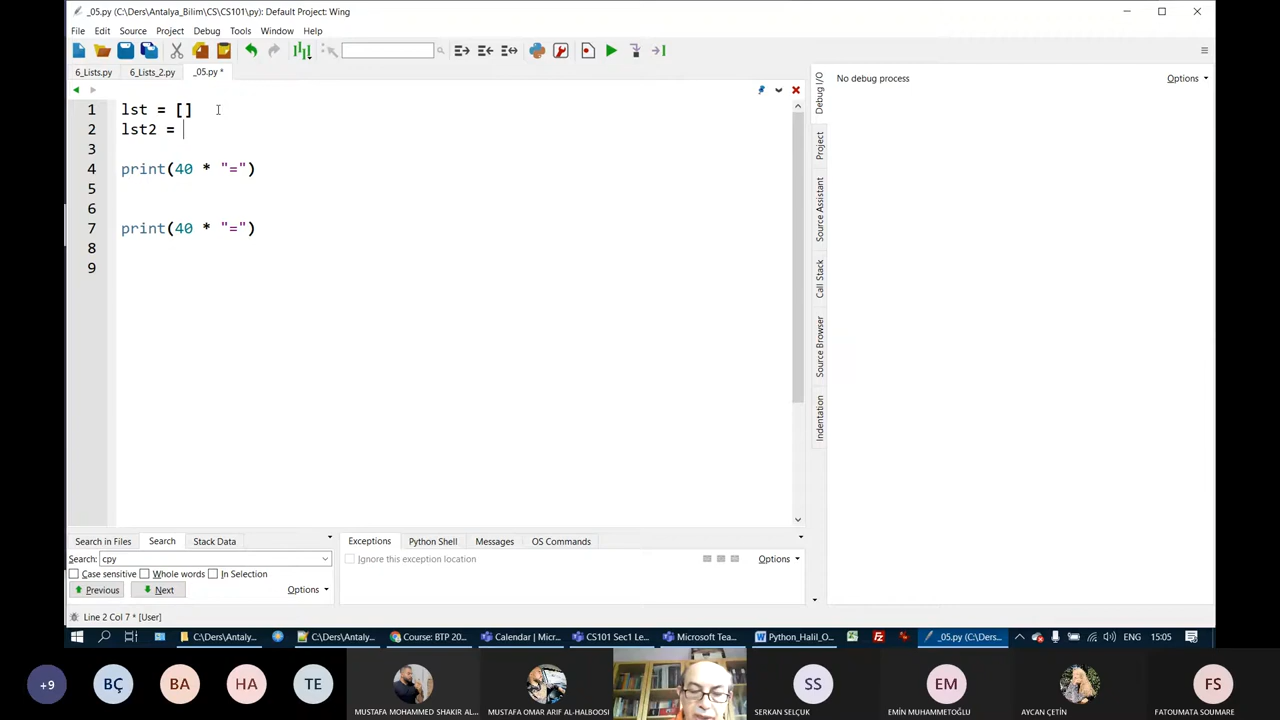 _05.py (C:\Ders\Antalya_Bilim\CS\CS101\py): Default Project: Wing
File Edit Source Project Debug Tools Window Help
6_Lists.py 6_Lists_2.py _05.py *
No debug process
Options
1 lst = []
2 lst2 =
3
4 print(40 * "=")
5
6
7 print(40 * "=")
8
9
Debug I/O
Project
Source Assistant
Call Stack
Source Browser
Indentation
Search in Files Search Stack Data
Search: cpy
Case sensitive Whole words In Selection
Previous Next Options
Exceptions Python Shell Messages OS Commands
Ignore this exception location
Options
Line 2 Col 7 * [User]
C:\Ders\Antaly... C:\Ders\Antaly... Course: BTP 20... Calendar | Micr... CS101 Sec1 Le... Microsoft Tea... Python_Halil_O... _05.py (C:\Ders... ENG 15:05
+9 BÇ BA HA TE SS EM FS
MUSTAFA MOHAMMED SHAKIR AL... MUSTAFA OMAR ARIF AL-HALBOOSI SERKAN SELÇUK EMİN MUHAMMETOĞLU AYCAN ÇETİN FATOUMATA SOUMARE